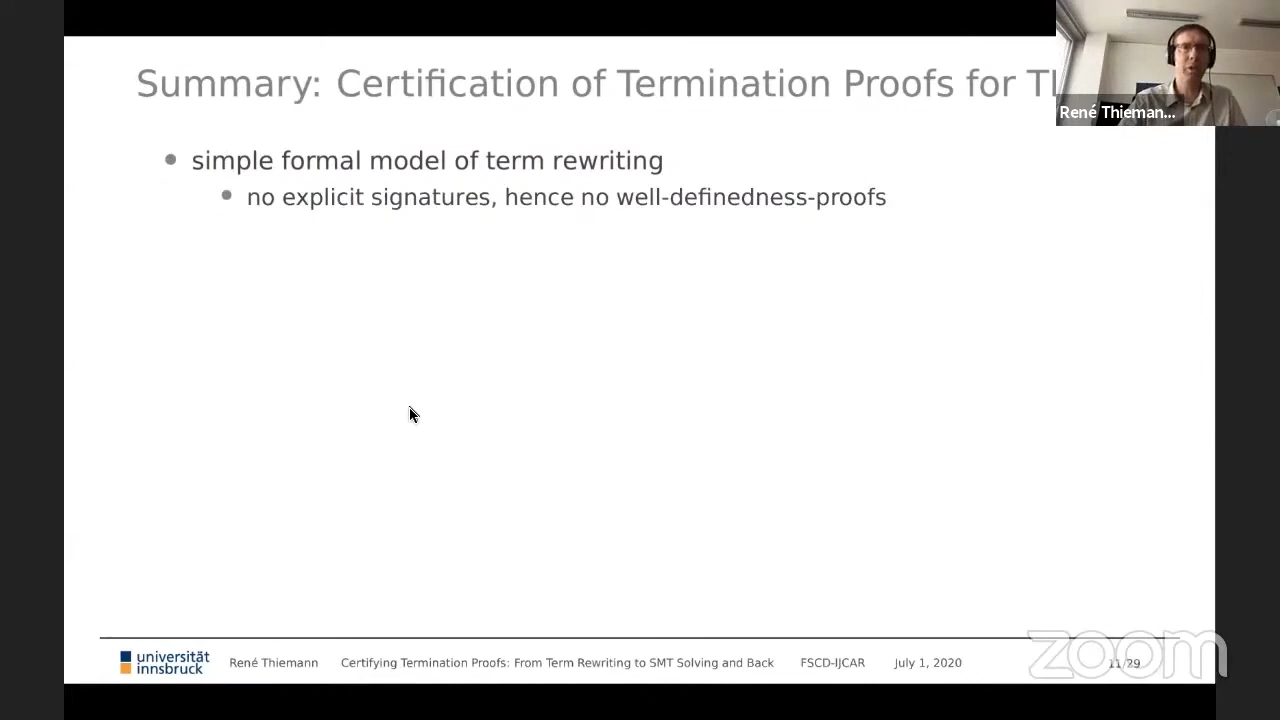 Summary: Certification of Termination Proofs for
René Thieman...
simple formal model of term rewriting
no explicit signatures, hence no well-definedness-proofs
universität
innsbruck
René Thiemann Certifying Termination Proofs: From Term Rewriting to SMT Solving and Back FSCD-IJCAR July 1, 2020 11/29
zoom